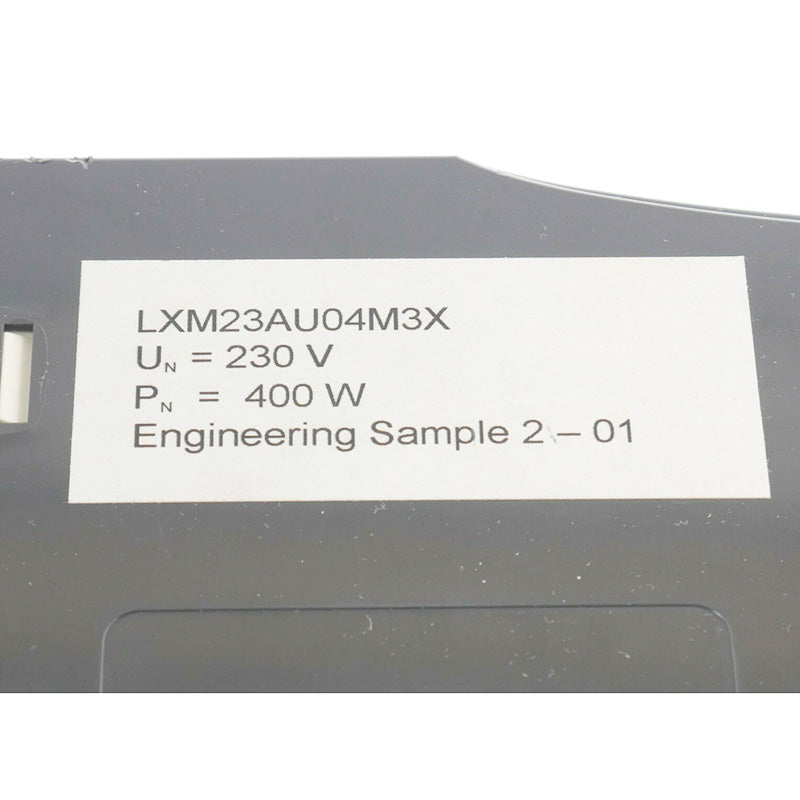 LXM23AU04M3X
UN = 230 V
PN = 400 W
Engineering Sample 2 – 01